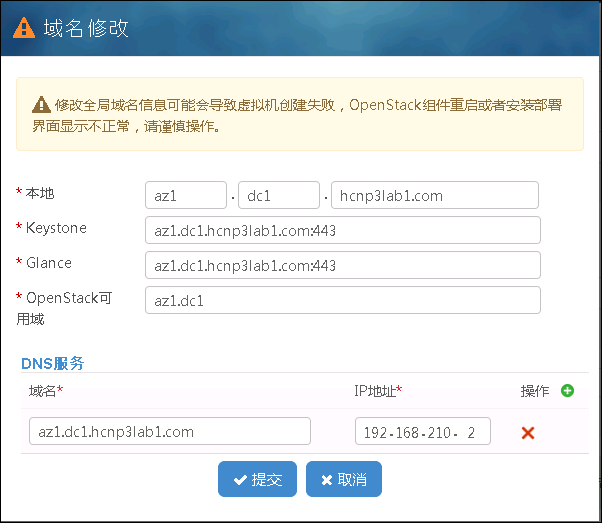 域名修改
修改全局域名信息可能会导致虚拟机创建失败，OpenStack组件重启或者安装部署
界面显示不正常，请谨慎操作。
* 本地 az1 . dc1 . hcnp3lab1.com
* Keystone az1.dc1.hcnp3lab1.com:443
* Glance az1.dc1.hcnp3lab1.com:443
* OpenStack可 az1.dc1
用域
DNS服务
域名* IP地址* 操作
az1.dc1.hcnp3lab1.com 192-168-210- 2
提交 取消